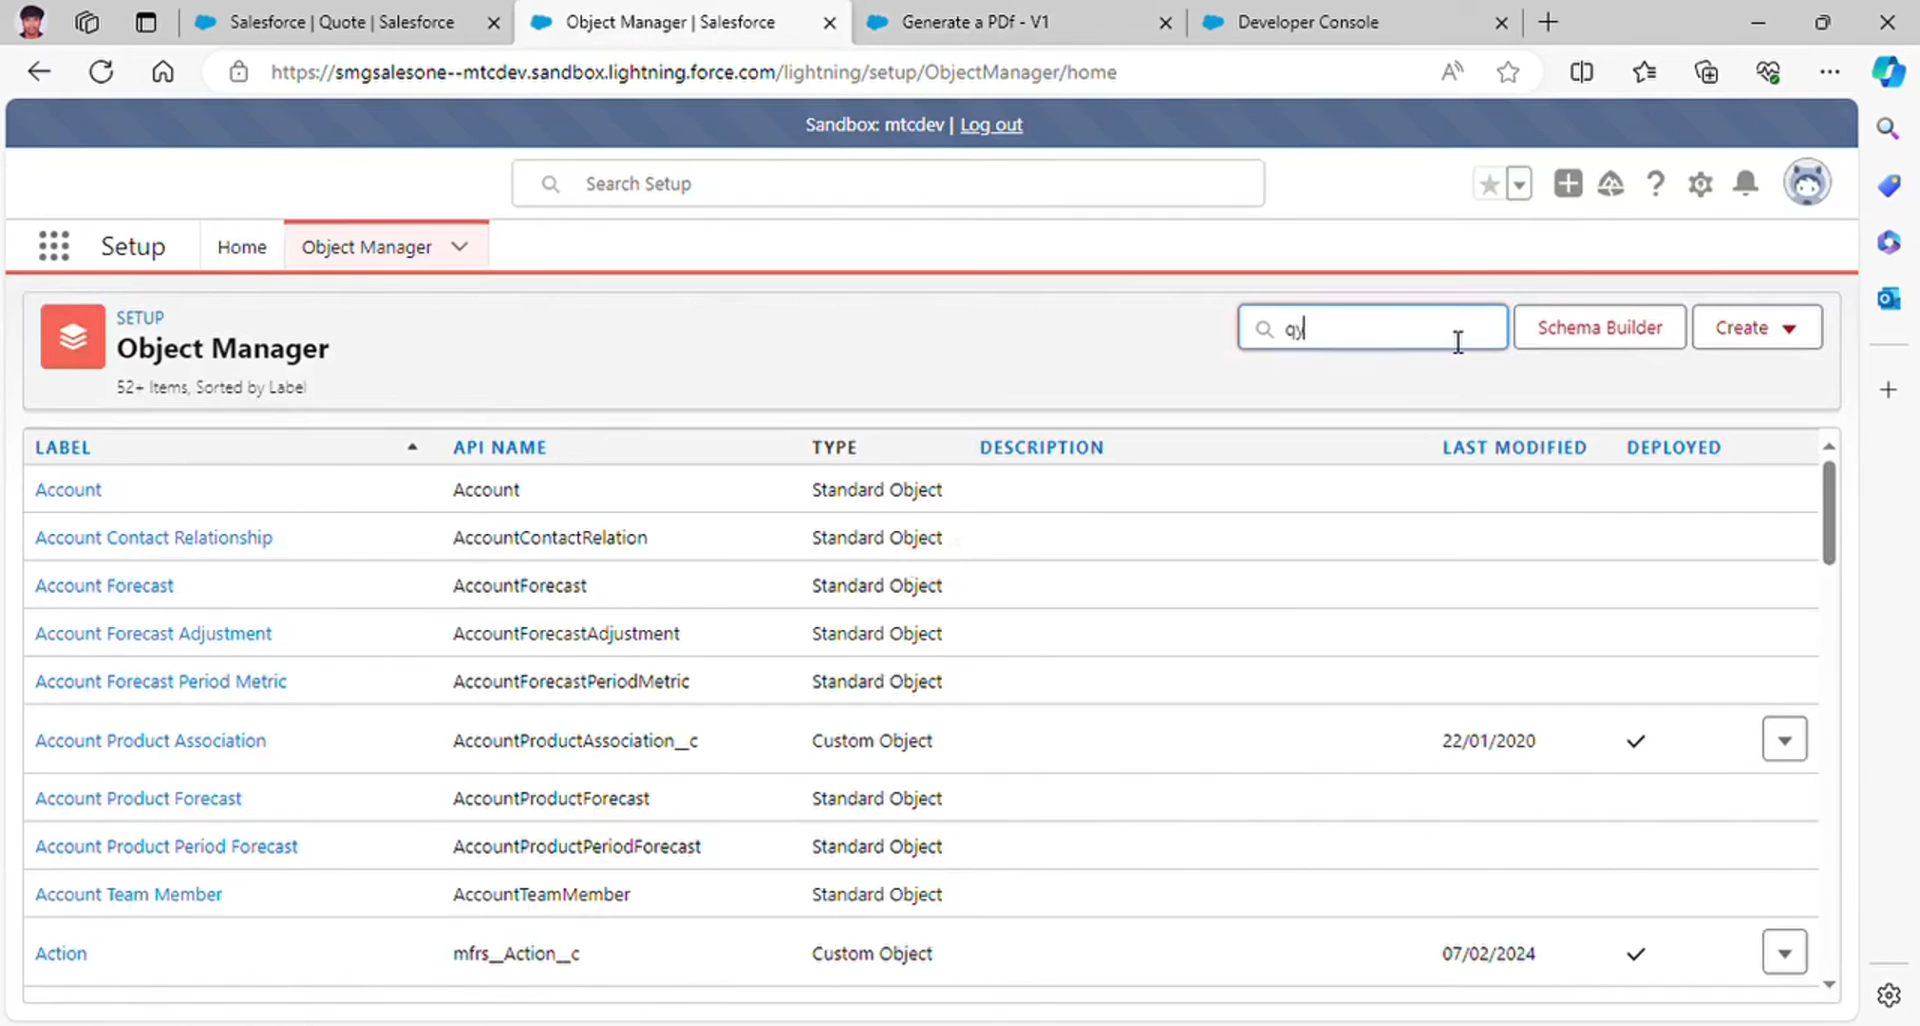 Salesforce | Quote | Salesforce
Object Manager | Salesforce
Generate a PDf - V1
Developer Console
https://smgsalesone--mtcdev.sandbox.lightning.force.com/lightning/setup/ObjectManager/home
Sandbox: mtcdev | Log out
Search Setup
Setup
Home
Object Manager
SETUP
Object Manager
52+ Items, Sorted by Label
qy
Schema Builder
Create
LABEL API NAME TYPE DESCRIPTION LAST MODIFIED DEPLOYED
Account Account Standard Object
Account Contact Relationship AccountContactRelation Standard Object
Account Forecast AccountForecast Standard Object
Account Forecast Adjustment AccountForecastAdjustment Standard Object
Account Forecast Period Metric AccountForecastPeriodMetric Standard Object
Account Product Association AccountProductAssociation__c Custom Object 22/01/2020
Account Product Forecast AccountProductForecast Standard Object
Account Product Period Forecast AccountProductPeriodForecast Standard Object
Account Team Member AccountTeamMember Standard Object
Action mfrs__Action__c Custom Object 07/02/2024